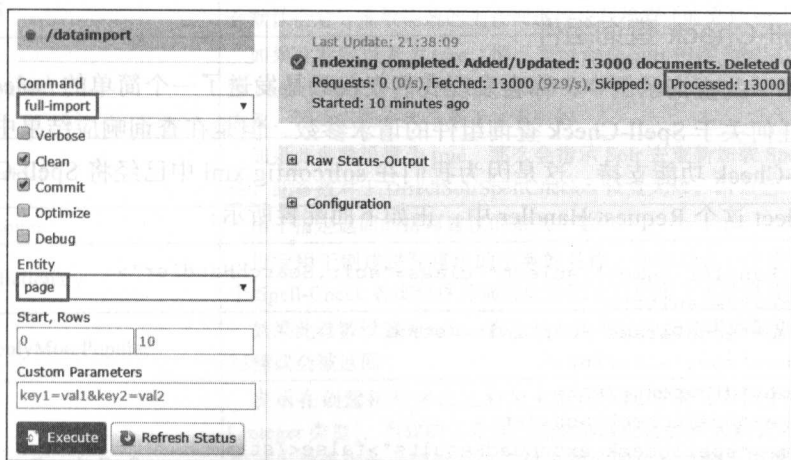 /dataimport
Command
full-import
Verbose
Clean
Commit
Optimize
Debug
Entity
page
Start, Rows
0 10
Custom Parameters
key1=val1&key2=val2
Execute Refresh Status
Last Update: 21:38:09
Indexing completed. Added/Updated: 13000 documents. Deleted 0
Requests: 0 (0/s), Fetched: 13000 (929/s), Skipped: 0 Processed: 13000
Started: 10 minutes ago
Raw Status-Output
Configuration